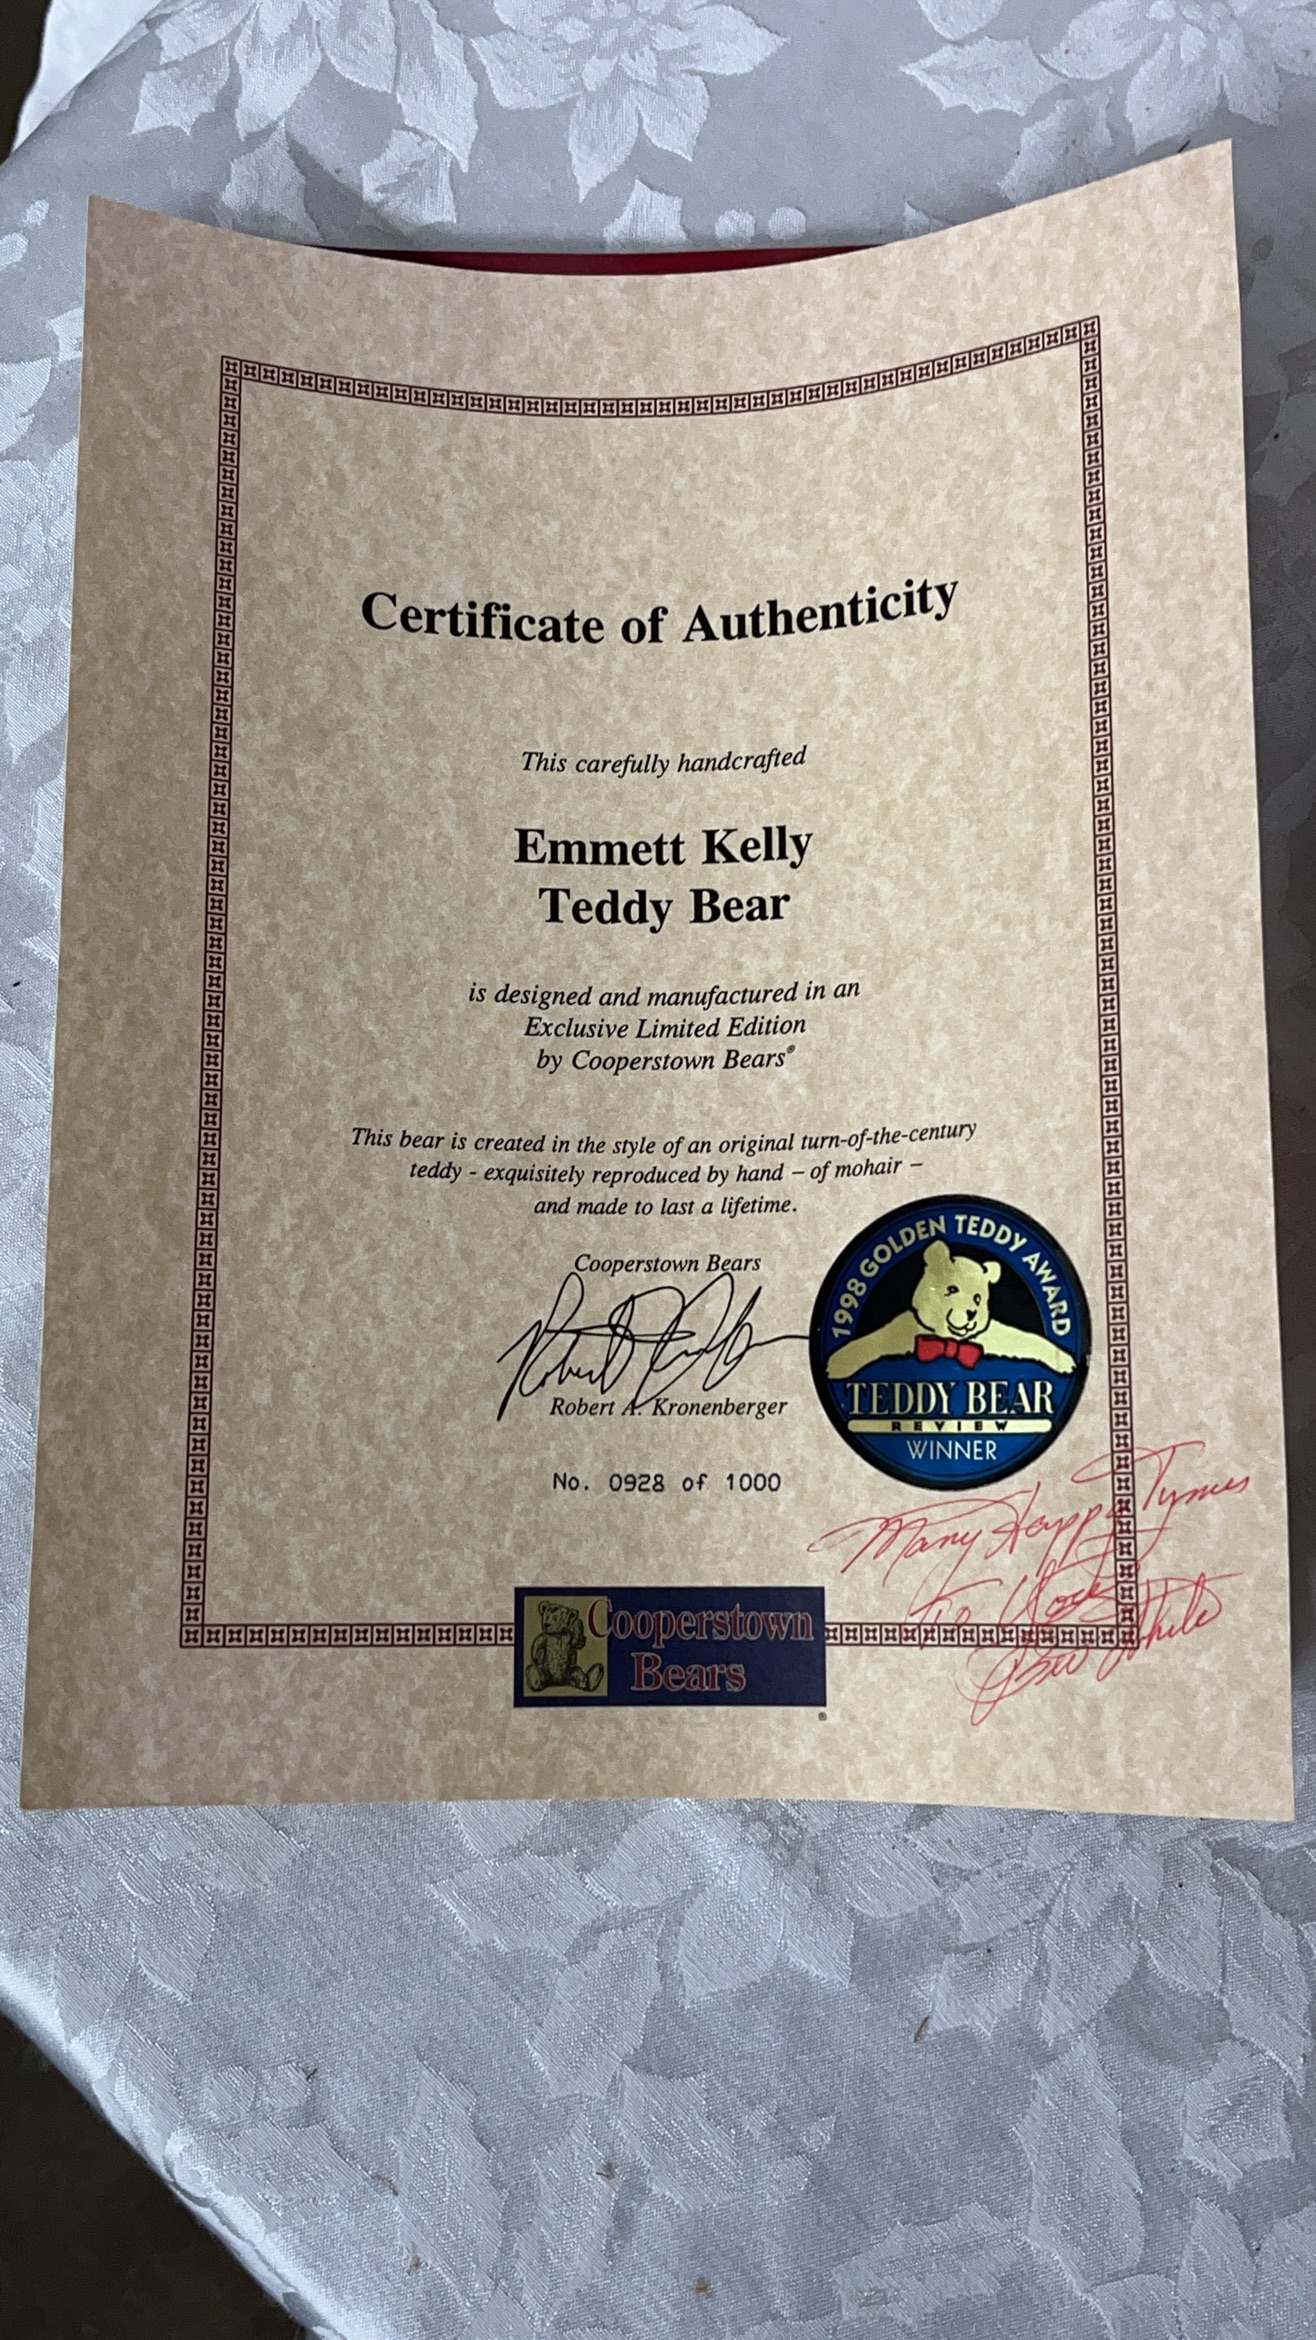 Certificate of Authenticity
This carefully handcrafted
Emmett Kelly
Teddy Bear
is designed and manufactured in an
Exclusive Limited Edition
by Cooperstown Bears®
This bear is created in the style of an original turn-of-the-century
teddy - exquisitely reproduced by hand – of mohair –
and made to last a lifetime.
Cooperstown Bears
Robert A. Kronenberger
No. 0928 of 1000
1998 GOLDEN TEDDY AWARD
TEDDY BEAR
REVIEW
WINNER
Many Happy Tymes
White
Cooperstown
Bears
®